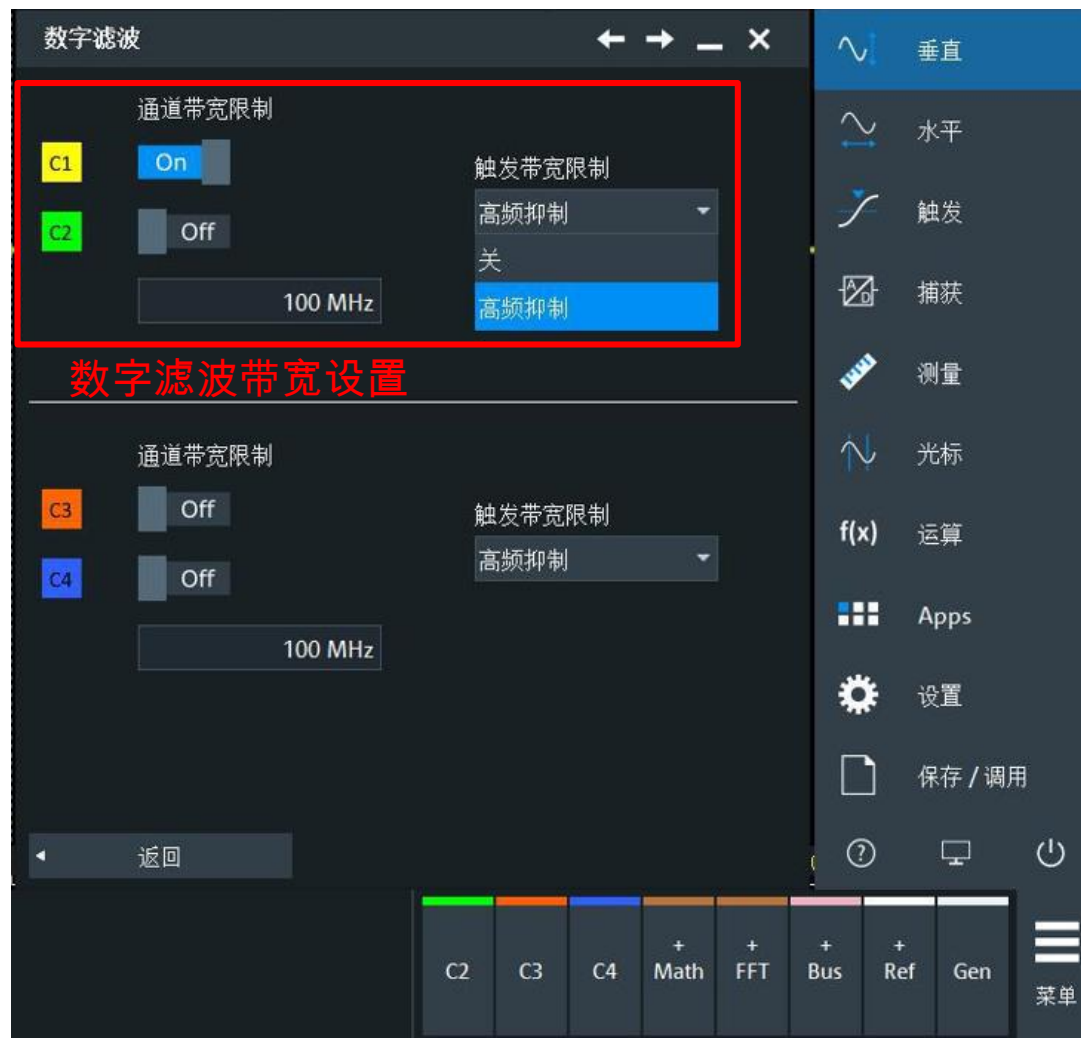 数字滤波
通道带宽限制
C1
On
触发带宽限制
高频抑制
C2
Off
关
100 MHz
高频抑制
数字滤波带宽设置
通道带宽限制
C3
Off
触发带宽限制
高频抑制
C4
Off
100 MHz
返回
垂直
水平
触发
A
D
捕获
测量
光标
f(x)
运算
Apps
设置
保存 / 调用
?
C2
C3
C4
+
Math
+
FFT
+
Bus
+
Ref
Gen
菜单